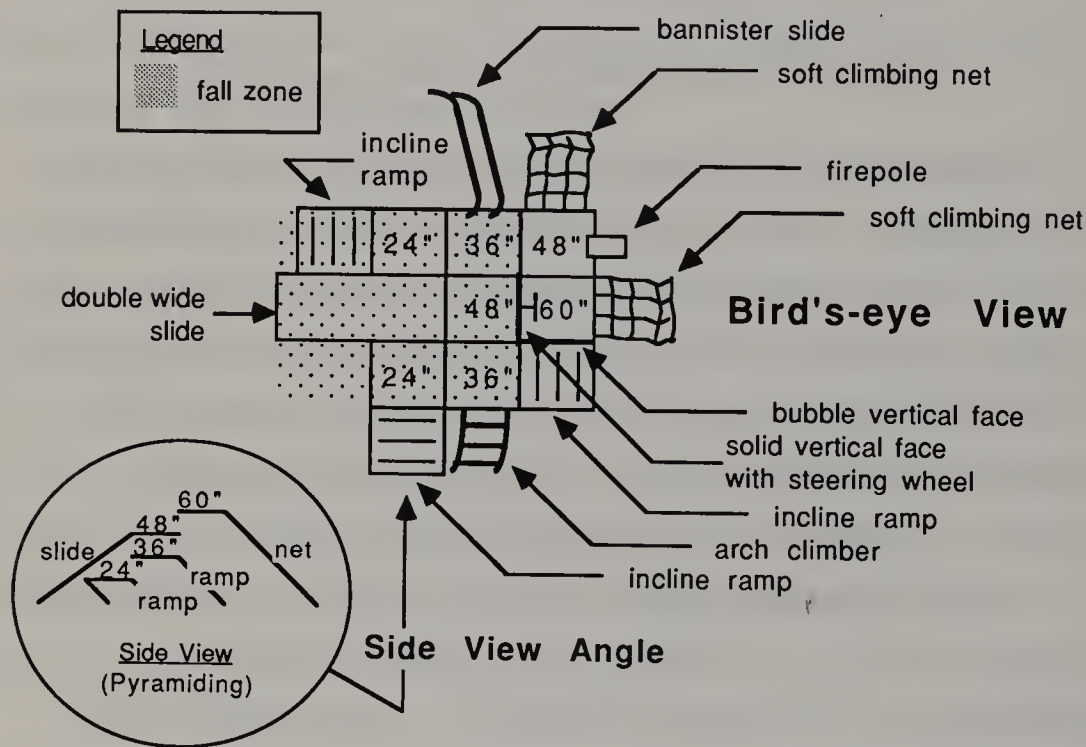 Legend
fall zone
bannister slide
soft climbing net
incline
ramp
firepole
soft climbing net
24"
36"
48"
double wide
slide
48"
60"
Bird's-eye View
24"
36"
bubble vertical face
solid vertical face
with steering wheel
incline ramp
arch climber
incline ramp
60"
48"
slide
36"
net
24"
ramp
ramp
Side View
(Pyramiding)
Side View Angle